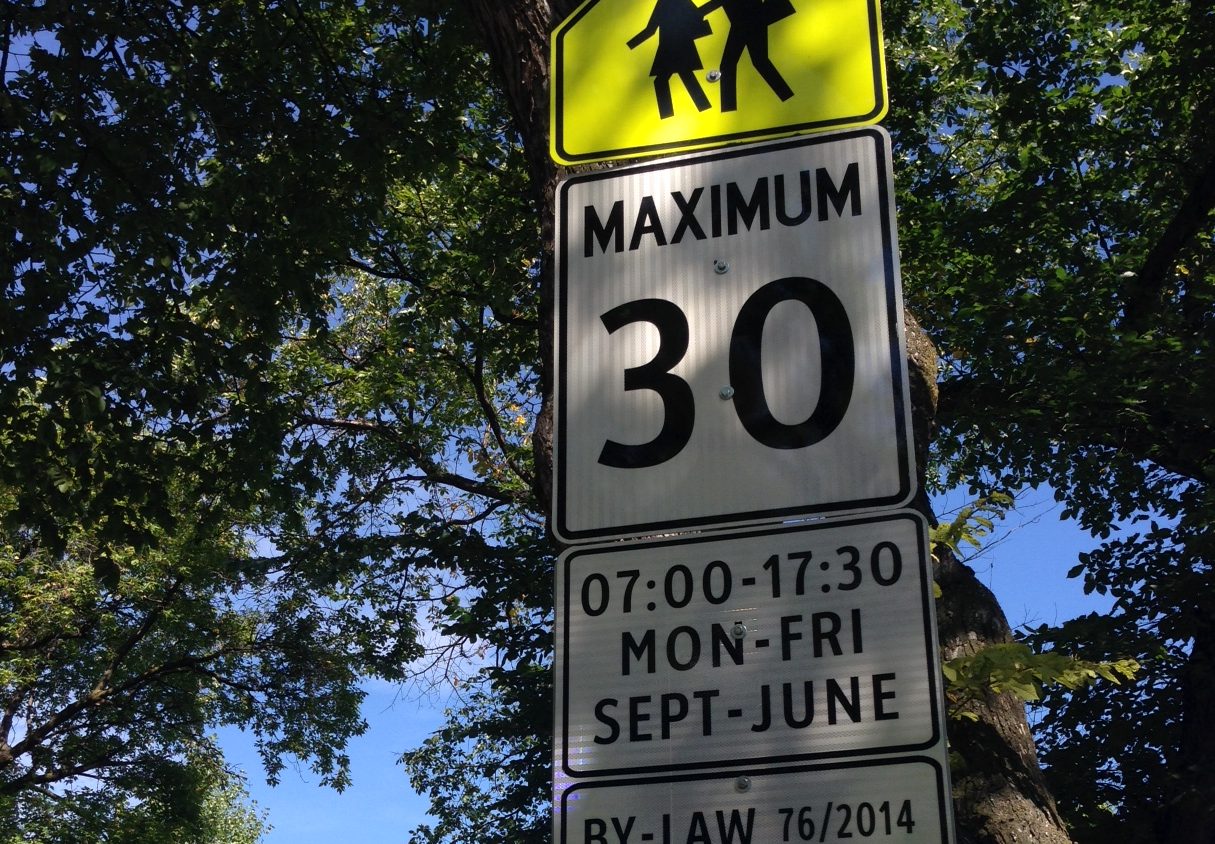 MAXIMUM
30
07:00-17:30
MON-FRI
SEPT-JUNE
BY-LAW 76/2014